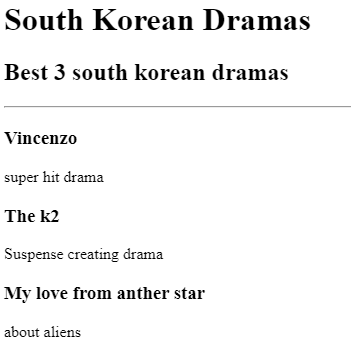 South Korean Dramas
Best 3 south korean dramas
Vincenzo
super hit drama
The k2
Suspense creating drama
My love from anther star
about aliens